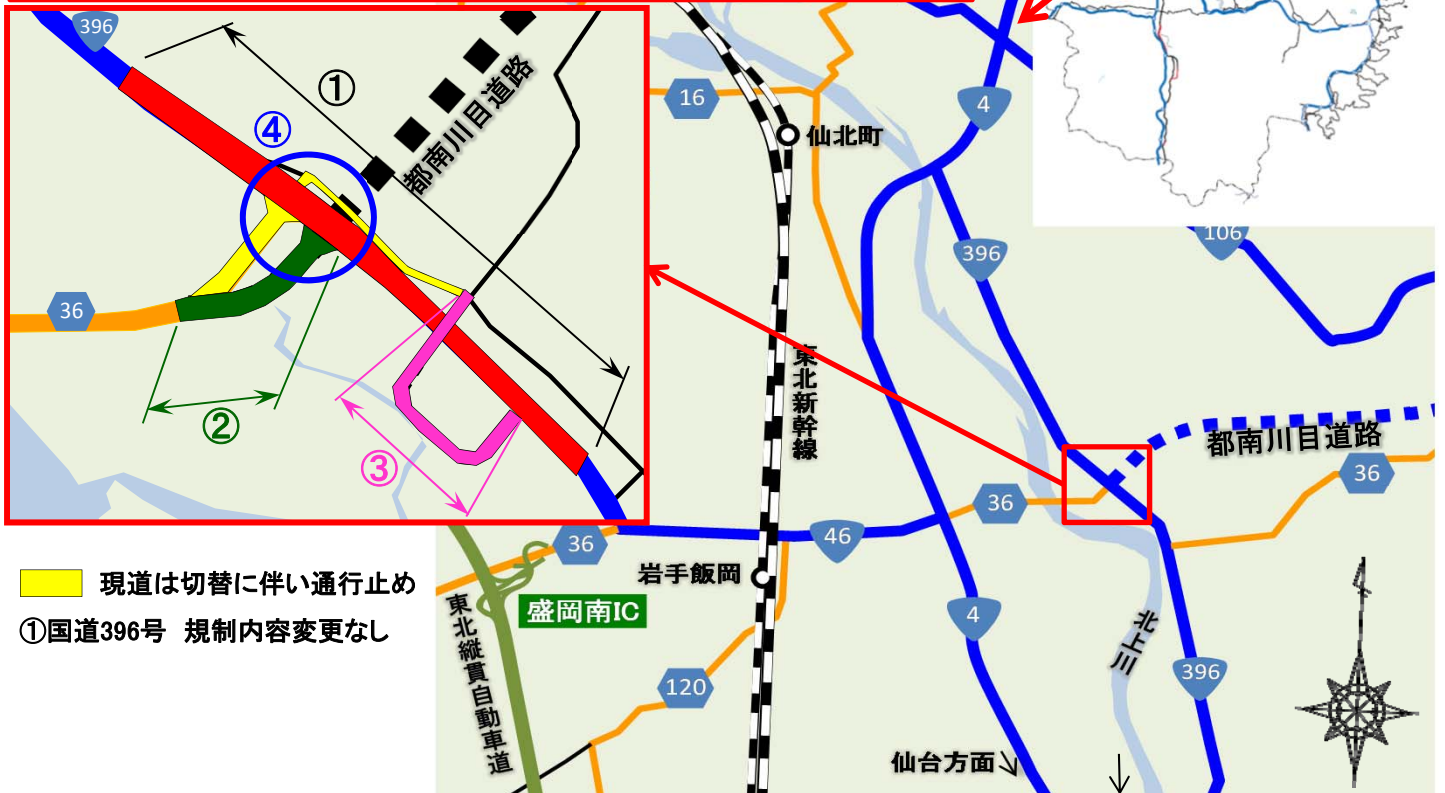 396
①
都南川目道路
④
36
②
③
16
仙北町
4
106
396
東北新幹線
都南川目道路
36
36
36
46
岩手飯岡
盛岡南IC
東北縦貫自動車道
4
北上川
396
120
仙台方面
現道は切替に伴い通行止め
①国道396号 規制内容変更なし